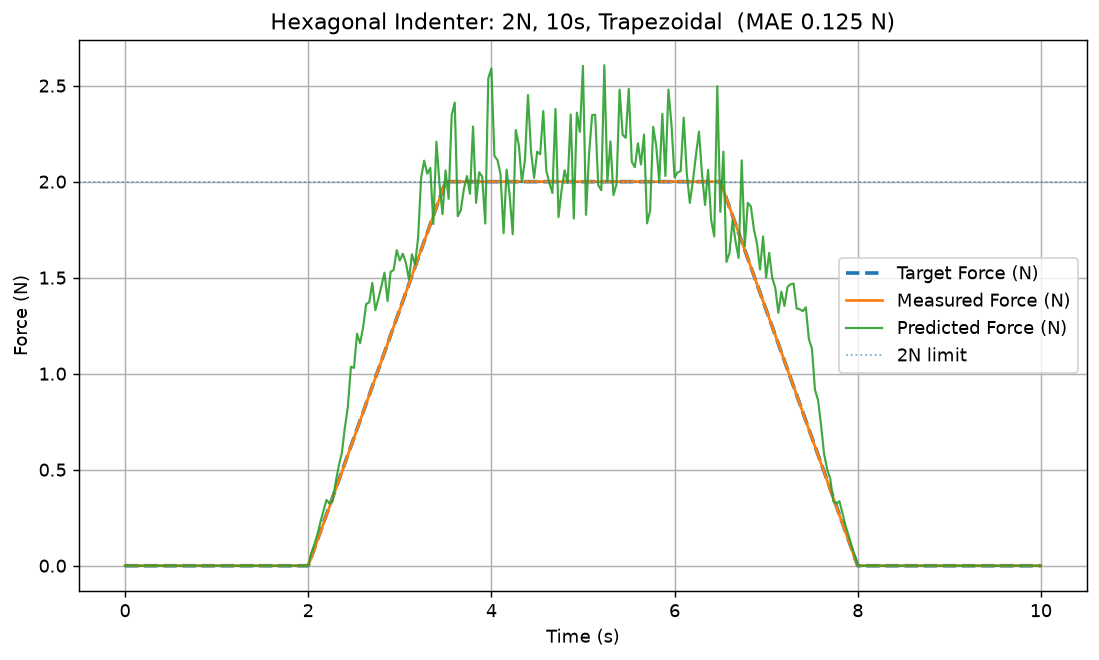 Hexagonal Indenter: 2N, 10s, Trapezoidal  (MAE 0.125 N)
Force (N)
2.5
2.0
1.5
1.0
0.5
0.0
Target Force (N)
Measured Force (N)
Predicted Force (N)
2N limit
0 2 4 6 8 10
Time (s)